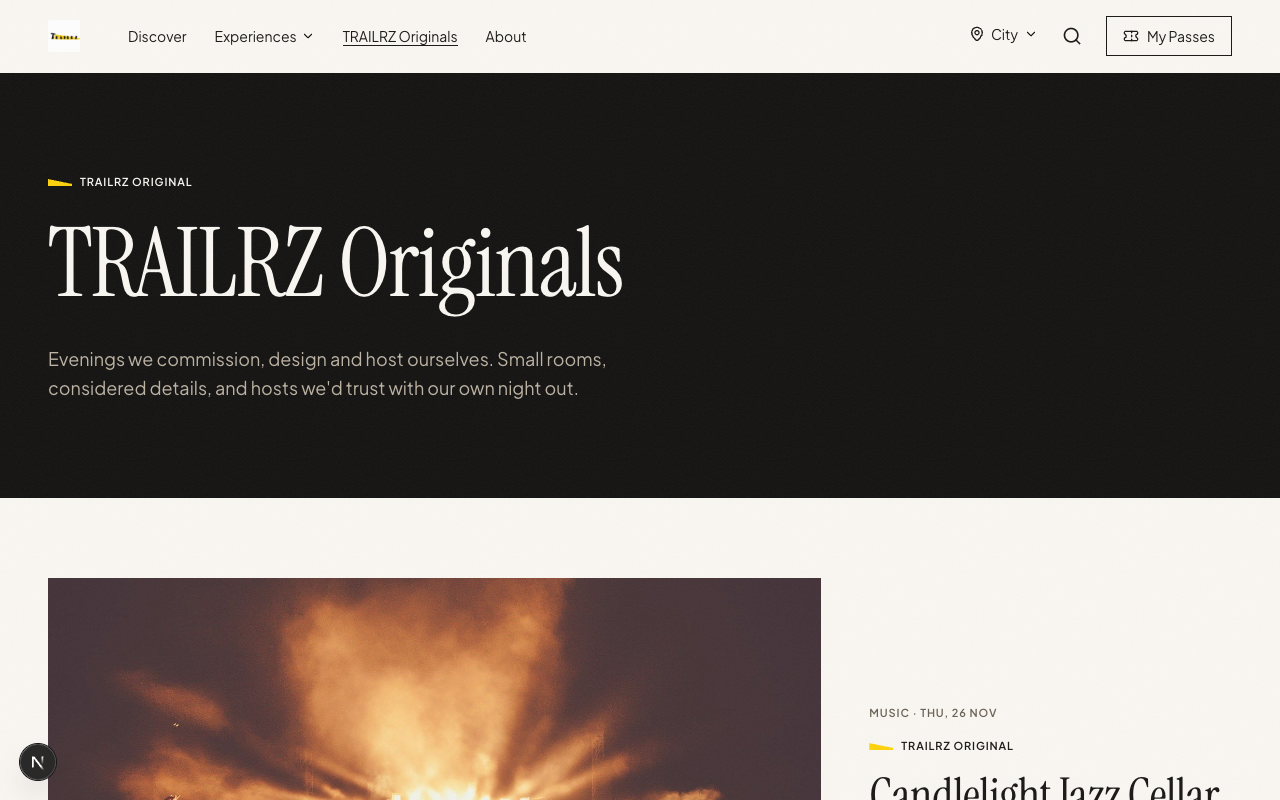 Trailrz
Discover
Experiences
TRAILRZ Originals
About
City
My Passes
TRAILRZ ORIGINAL
TRAILRZ Originals
Evenings we commission, design and host ourselves. Small rooms,
considered details, and hosts we'd trust with our own night out.
MUSIC · THU, 26 NOV
TRAILRZ ORIGINAL
Candlelight Jazz Cellar
N